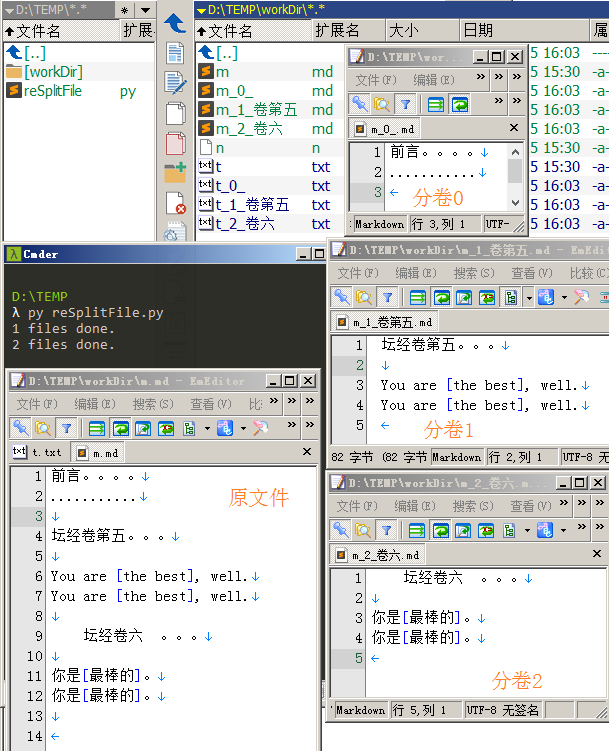 D:\TEMP\*.*
* ▼
文件名 扩展
[..]
[workDir]
reSplitFile py
D:\TEMP\workDir\*.*
文件名 扩展名 大小 日期 属
[..] 5 16:03
m md 5 15:30 -a-
m_0_ md 5 16:03 -a-
m_1_卷第五 md 5 16:03 -a-
m_2_卷六 md 5 16:03 -a-
n n 5 15:30 -a-
t txt 5 15:30 -a-
t_0_ txt 5 16:03 -a-
t_1_卷第五 txt 5 16:03 -a-
t_2_卷六 txt 5 16:03 -a-
D:\TEMP\wor...
文件(F) 编辑(E) »
m_0_.md
1 前言。。。。↓
2 ...........↓
3 ←
分卷0
Markdown 行 3,列 1 UTF-
Cmder
D:\TEMP
λ py reSplitFile.py
1 files done.
2 files done.
D:\TEMP\workDir\m_1_卷第五.md - EmEdi
文件(F) 编辑(E) 搜索(S) 查看(V) 比较(C)
m_1_卷第五.md
1 坛经卷第五。。。↓
2 ↓
3 You are [the best], well.↓
4 You are [the best], well.↓
5 ←
分卷1
82 字节 (82 字节 Markdown 行 2,列 1 UTF-8 无
D:\TEMP\workDir\m.md - EmEditor
文件(F) 编辑(E) 搜索(S) 查看(V) 比 »
t.txt m.md
1 前言。。。。↓
2 ...........↓
3 ↓
4 坛经卷第五。。。↓
5 ↓
6 You are [the best], well.↓
7 You are [the best], well.↓
8 ↓
9 坛经卷六 。。。↓
10 ↓
11 你是[最棒的]。↓
12 你是[最棒的]。↓
13 ↓
14 ←
原文件
D:\TEMP\workDir\m_2_卷六.m...
文件(F) 编辑(E) 搜索(S) 查看(V) »
m_2_卷六.md
1 坛经卷六 。。。↓
2 ↓
3 你是[最棒的]。↓
4 你是[最棒的]。↓
5 ←
分卷2
Markdown 行 5,列 1 UTF-8 无签名